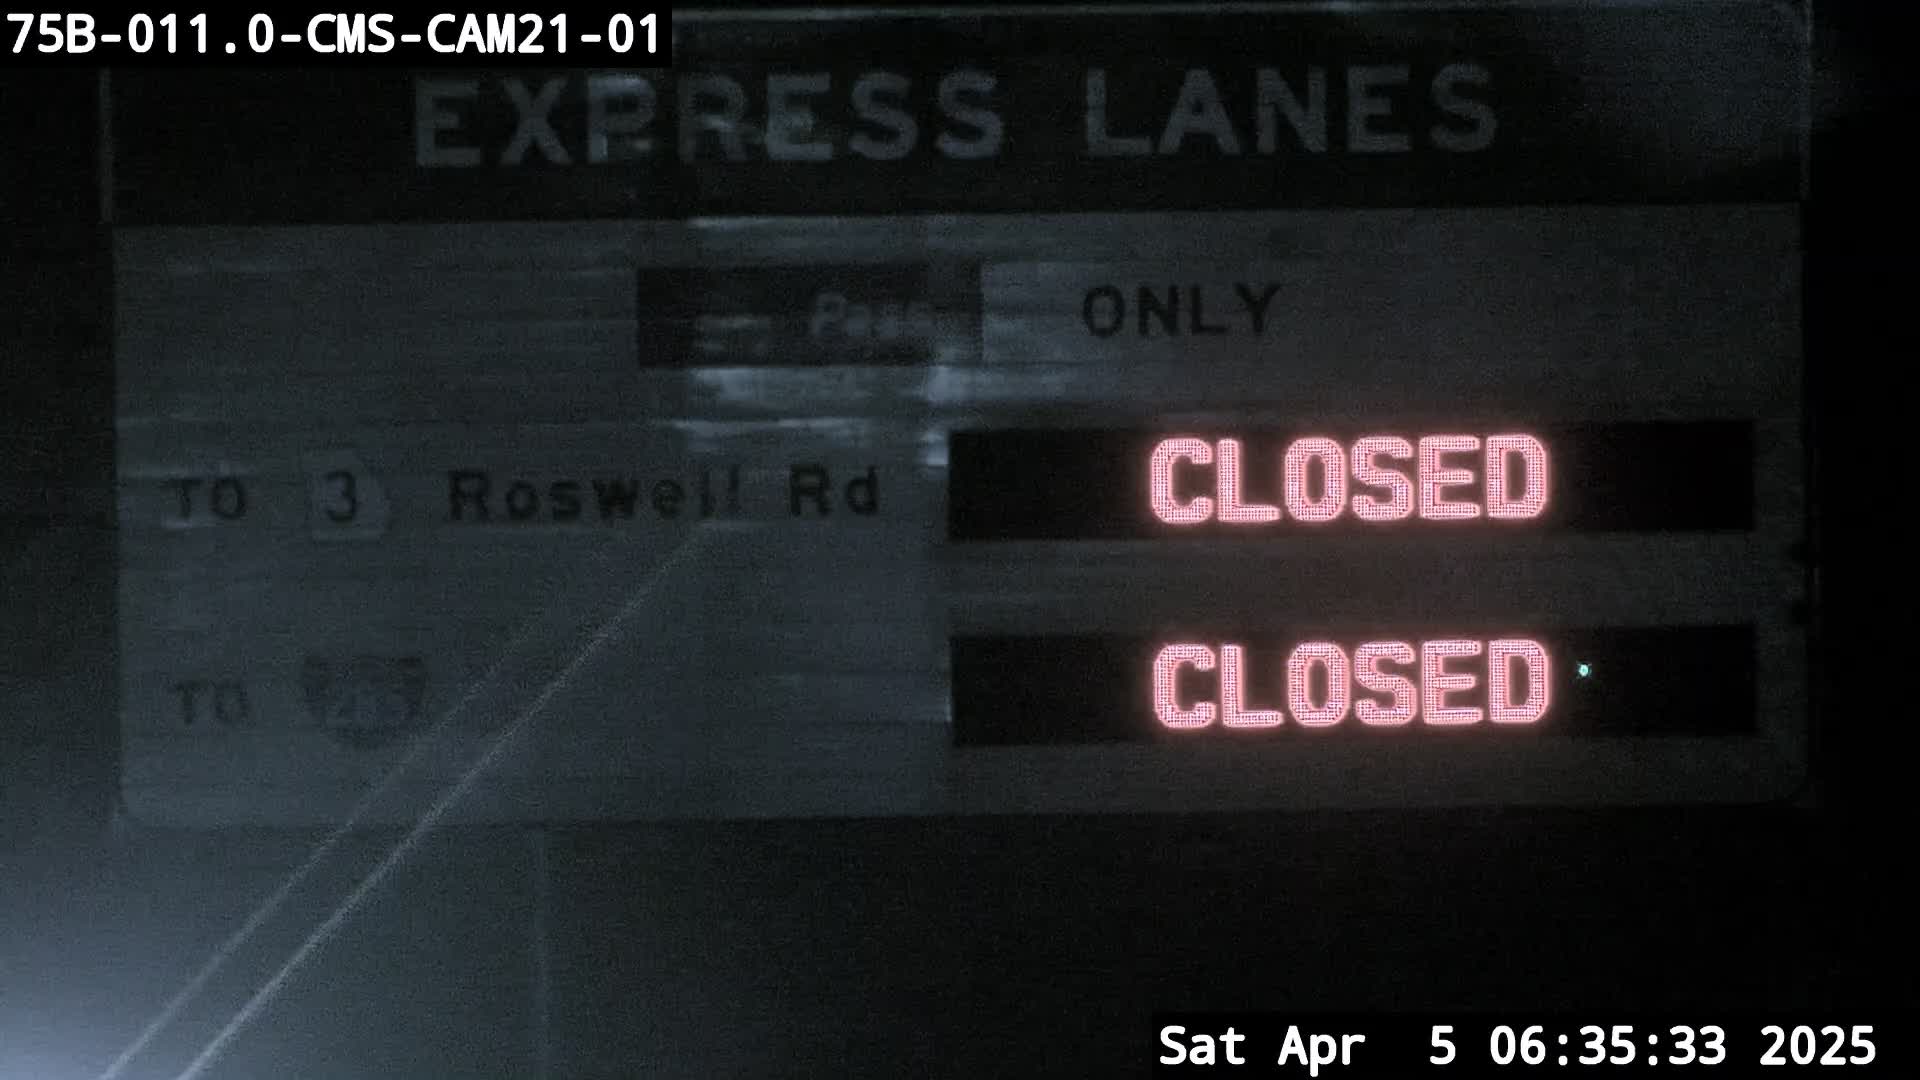 75B-011.0-CMS-CAM21-01
EXPRESS LANES
Pass ONLY
TO 3 Roswell Rd CLOSED
TO CLOSED
Sat Apr 5 06:35:33 2025